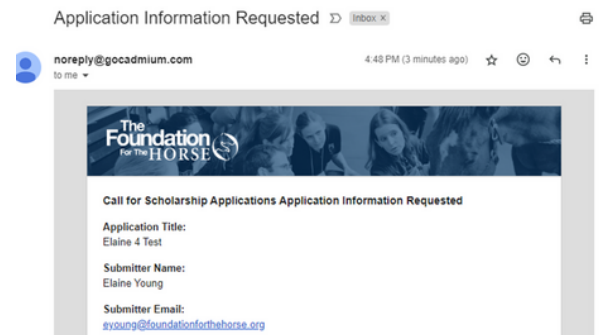 Application Information Requested Inbox ×
noreply@gocadmium.com 4:48 PM (3 minutes ago)
to me
The
Foundation
For The HORSE
Call for Scholarship Applications Application Information Requested
Application Title:
Elaine 4 Test
Submitter Name:
Elaine Young
Submitter Email:
eyoung@foundationforthehorse.org